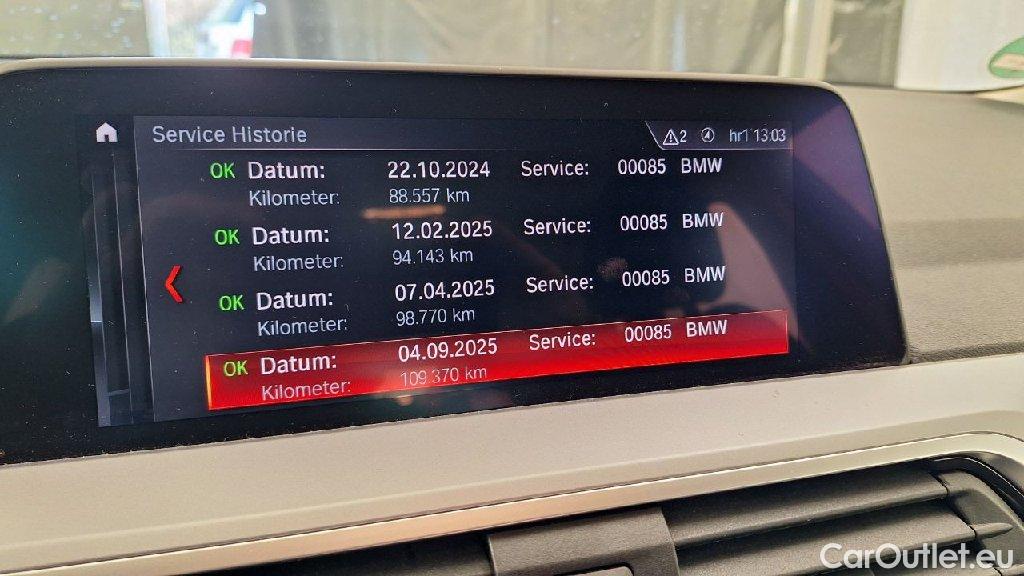 Service Historie 2 hr1 13:03
OK Datum: 22.10.2024 Service: 00085 BMW
Kilometer: 88.557 km
OK Datum: 12.02.2025 Service: 00085 BMW
Kilometer: 94.143 km
OK Datum: 07.04.2025 Service: 00085 BMW
Kilometer: 98.770 km
OK Datum: 04.09.2025 Service: 00085 BMW
Kilometer: 109.370 km
CarOutlet.eu